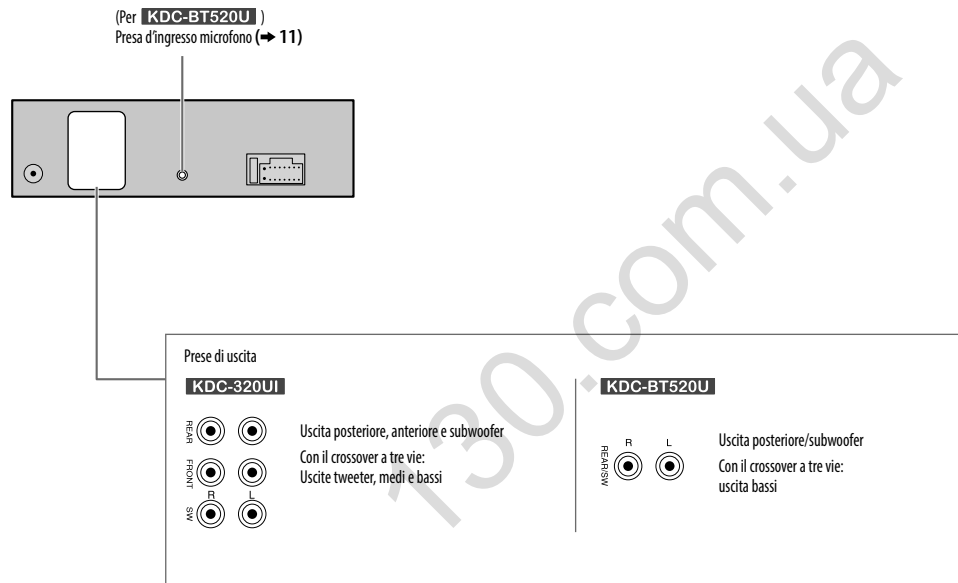 (Per KDC-BT520U )
Presa d'ingresso microfono (➜ 11)
Prese di uscita
KDC-320UI
REAR
FRONT
R L
SW
Uscita posteriore, anteriore e subwoofer
Con il crossover a tre vie:
Uscite tweeter, medi e bassi
KDC-BT520U
R L
REAR/SW
Uscita posteriore/subwoofer
Con il crossover a tre vie:
uscita bassi
130.com.ua